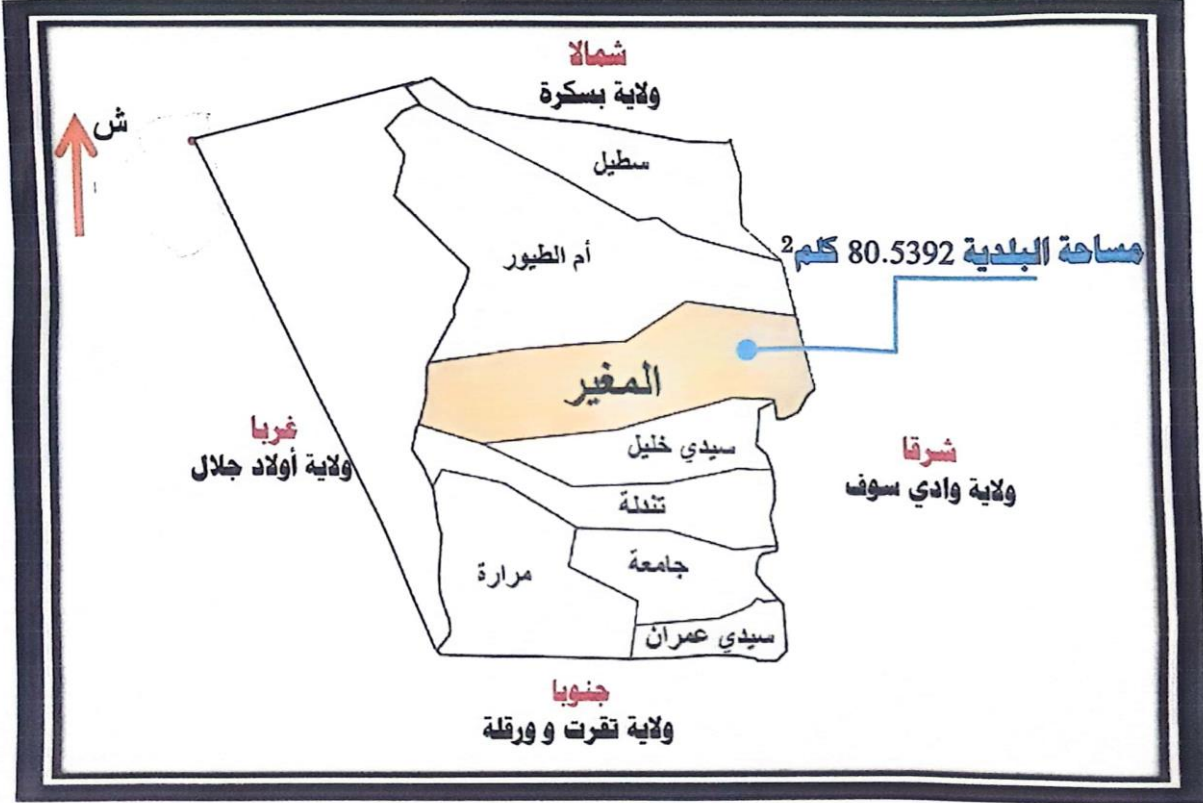 شمالا
ولاية بسكرة
ش
سطيل
أم الطيور
مساحة البلدية 80.5392 كلم²
المغير
سيدي خليل
غربا
ولاية أولاد جلال
شرقا
ولاية وادي سوف
تندلة
جامعة
مرارة
سيدي عمران
جنوبا
ولاية تقرت و ورقلة